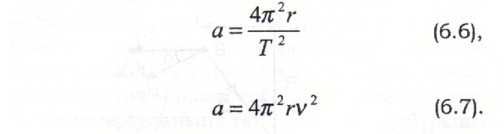 a = 4π²r / T² (6.6),
a = 4π²rν² (6.7).